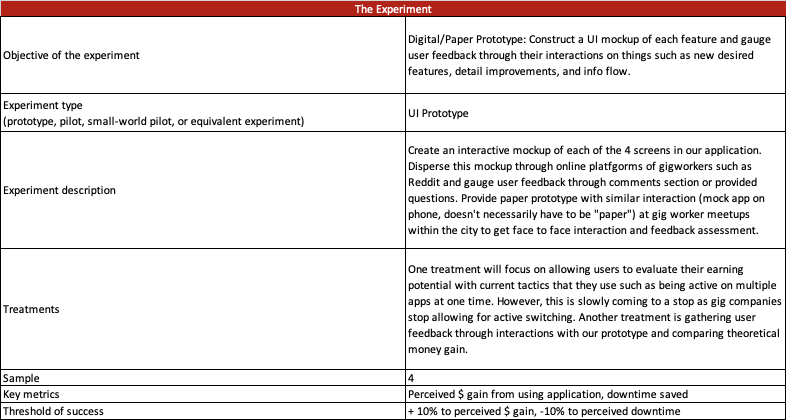 The Experiment
Objective of the experiment
Digital/Paper Prototype: Construct a UI mockup of each feature and gauge
user feedback through their interactions on things such as new desired
features, detail improvements, and info flow.
Experiment type
(prototype, pilot, small-world pilot, or equivalent experiment)
UI Prototype
Experiment description
Create an interactive mockup of each of the 4 screens in our application.
Disperse this mockup through online platfgorms of gigworkers such as
Reddit and gauge user feedback through comments section or provided
questions. Provide paper prototype with similar interaction (mock app on
phone, doesn't necessarily have to be "paper") at gig worker meetups
within the city to get face to face interaction and feedback assessment.
Treatments
One treatment will focus on allowing users to evaluate their earning
potential with current tactics that they use such as being active on multiple
apps at one time. However, this is slowly coming to a stop as gig companies
stop allowing for active switching. Another treatment is gathering user
feedback through interactions with our prototype and comparing theoretical
money gain.
Sample
4
Key metrics
Perceived $ gain from using application, downtime saved
Threshold of success
+ 10% to perceived $ gain, -10% to perceived downtime